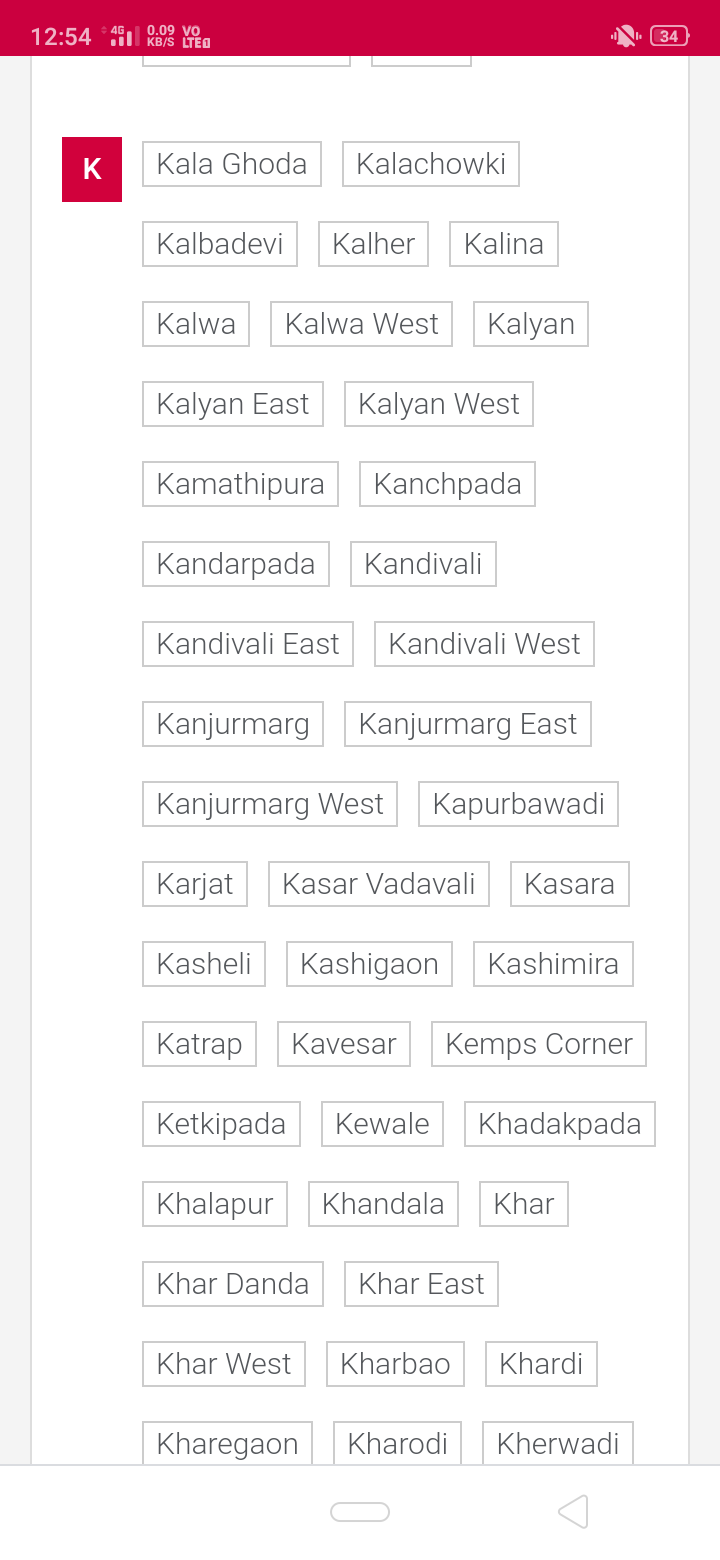 12:54 4G 0.09 KB/S VO LTE 34
K Kala Ghoda Kalachowki
Kalbadevi Kalher Kalina
Kalwa Kalwa West Kalyan
Kalyan East Kalyan West
Kamathipura Kanchpada
Kandarpada Kandivali
Kandivali East Kandivali West
Kanjurmarg Kanjurmarg East
Kanjurmarg West Kapurbawadi
Karjat Kasar Vadavali Kasara
Kasheli Kashigaon Kashimira
Katrap Kavesar Kemps Corner
Ketkipada Kewale Khadakpada
Khalapur Khandala Khar
Khar Danda Khar East
Khar West Kharbao Khardi
Kharegaon Kharodi Kherwadi